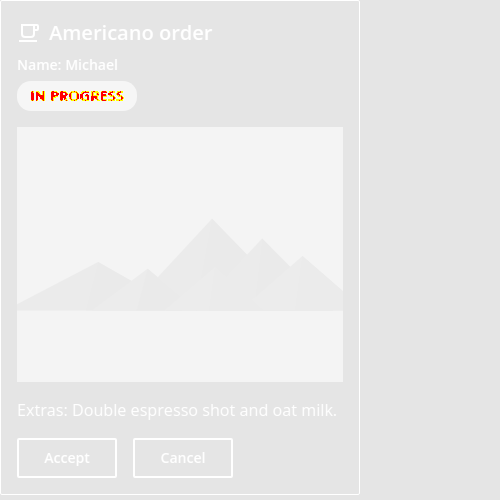 Americano order
Name: Michael
IN PROGRESS
Extras: Double espresso shot and oat milk.
Accept
Cancel